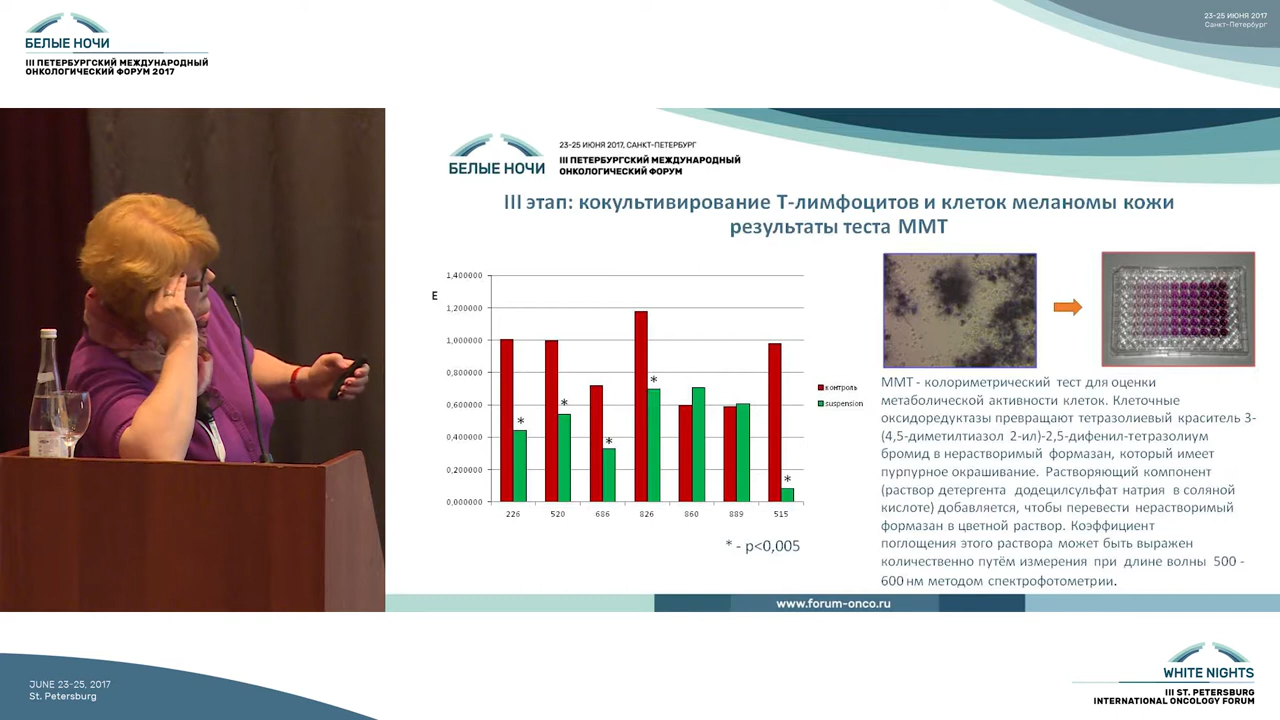 БЕЛЫЕ НОЧИ
III ПЕТЕРБУРГСКИЙ МЕЖДУНАРОДНЫЙ
ОНКОЛОГИЧЕСКИЙ ФОРУМ 2017
23-25 ИЮНЯ 2017
Санкт-Петербург
БЕЛЫЕ НОЧИ
23-25 ИЮНЯ 2017, САНКТ-ПЕТЕРБУРГ
III ПЕТЕРБУРГСКИЙ МЕЖДУНАРОДНЫЙ
ОНКОЛОГИЧЕСКИЙ ФОРУМ
III этап: кокультивирование Т-лимфоцитов и клеток меланомы кожи
результаты теста ММТ
E
1,400000
1,200000
1,000000
0,800000
0,600000
0,400000
0,200000
0,000000
* * * * *
226 520 686 826 860 889 515
контроль
suspension
* - p<0,005
ММТ - колориметрический тест для оценки
метаболической активности клеток. Клеточные
оксидоредуктазы превращают тетразолиевый краситель 3-
(4,5-диметилтиазол 2-ил)-2,5-дифенил-тетразолиум
бромид в нерастворимый формазан, который имеет
пурпурное окрашивание. Растворяющий компонент
(раствор детергента додецилсульфат натрия в соляной
кислоте) добавляется, чтобы перевести нерастворимый
формазан в цветной раствор. Коэффициент
поглощения этого раствора может быть выражен
количественно путём измерения при длине волны 500 -
600 нм методом спектрофотометрии.
www.forum-onco.ru
JUNE 23-25, 2017
St. Petersburg
WHITE NIGHTS
III ST. PETERSBURG
INTERNATIONAL ONCOLOGY FORUM